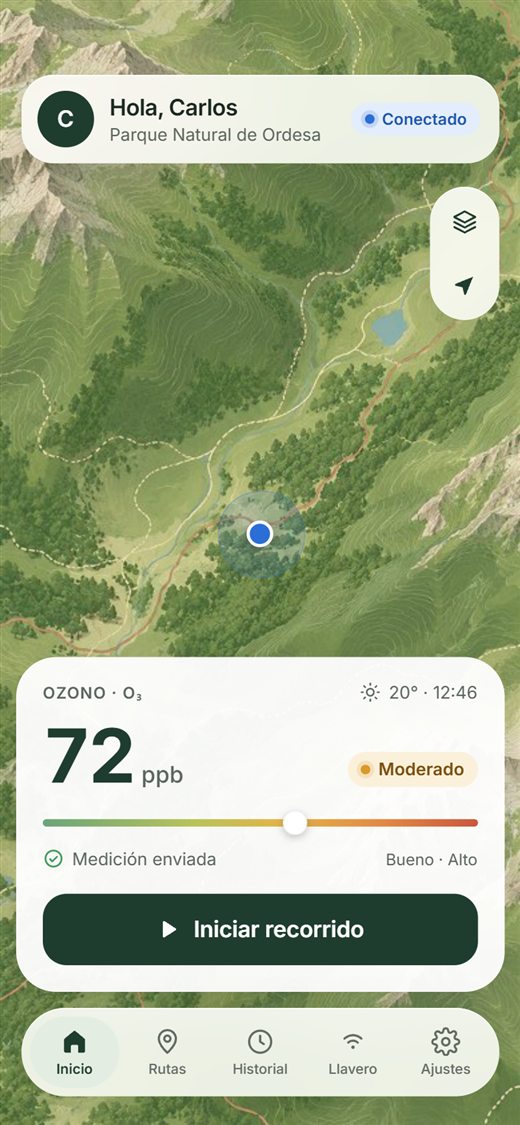 C
Hola, Carlos
Parque Natural de Ordesa
Conectado
OZONO · O₃
20° · 12:46
72 ppb
Moderado
Medición enviada
Bueno · Alto
Iniciar recorrido
Inicio
Rutas
Historial
Llavero
Ajustes